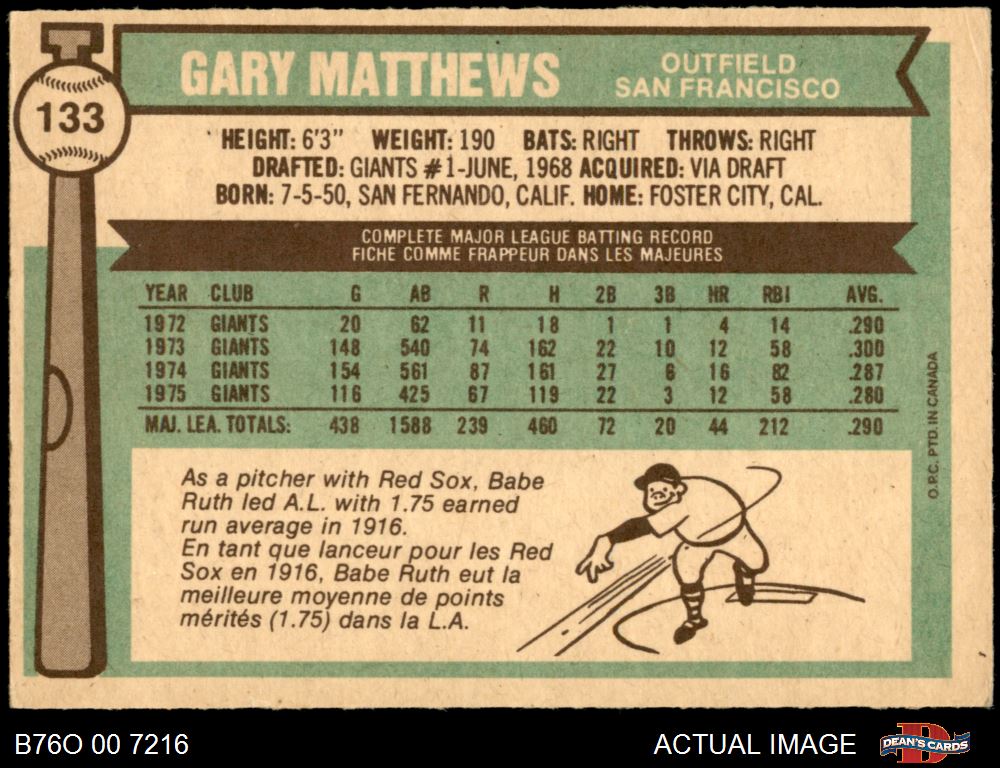 133
GARY MATTHEWS
OUTFIELD
SAN FRANCISCO
HEIGHT: 6'3" WEIGHT: 190 BATS: RIGHT THROWS: RIGHT
DRAFTED: GIANTS #1-JUNE, 1968 ACQUIRED: VIA DRAFT
BORN: 7-5-50, SAN FERNANDO, CALIF. HOME: FOSTER CITY, CAL.
COMPLETE MAJOR LEAGUE BATTING RECORD
FICHE COMME FRAPPEUR DANS LES MAJEURES
YEAR CLUB G AB R H 2B 3B HR RBI AVG.
1972 GIANTS 20 62 11 18 1 1 4 14 .290
1973 GIANTS 148 540 74 162 22 10 12 58 .300
1974 GIANTS 154 561 87 161 27 6 16 82 .287
1975 GIANTS 116 425 67 119 22 3 12 58 .280
MAJ. LEA. TOTALS: 438 1588 239 460 72 20 44 212 .290
As a pitcher with Red Sox, Babe
Ruth led A.L. with 1.75 earned
run average in 1916.
En tant que lanceur pour les Red
Sox en 1916, Babe Ruth eut la
meilleure moyenne de points
mérités (1.75) dans la L.A.
O.P.C. PTD. IN CANADA
B76O 00 7216
ACTUAL IMAGE
DEAN'S CARDS